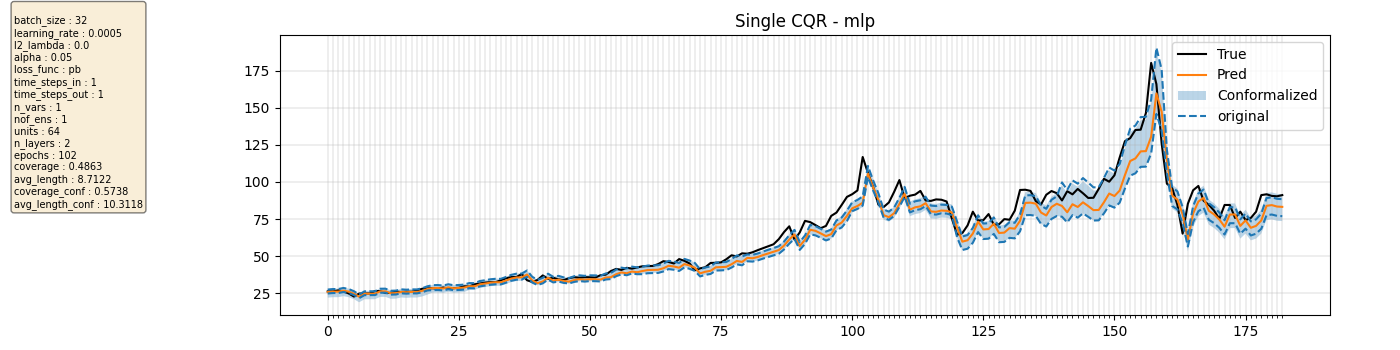 batch_size : 32
learning_rate : 0.0005
l2_lambda : 0.0
alpha : 0.05
loss_func : pb
time_steps_in : 1
time_steps_out : 1
n_vars : 1
nof_ens : 1
units : 64
n_layers : 2
epochs : 102
coverage : 0.4863
avg_length : 8.7122
coverage_conf : 0.5738
avg_length_conf : 10.3118
Single CQR - mlp
True
Pred
Conformalized
original
175
150
125
100
75
50
25
0 25 50 75 100 125 150 175